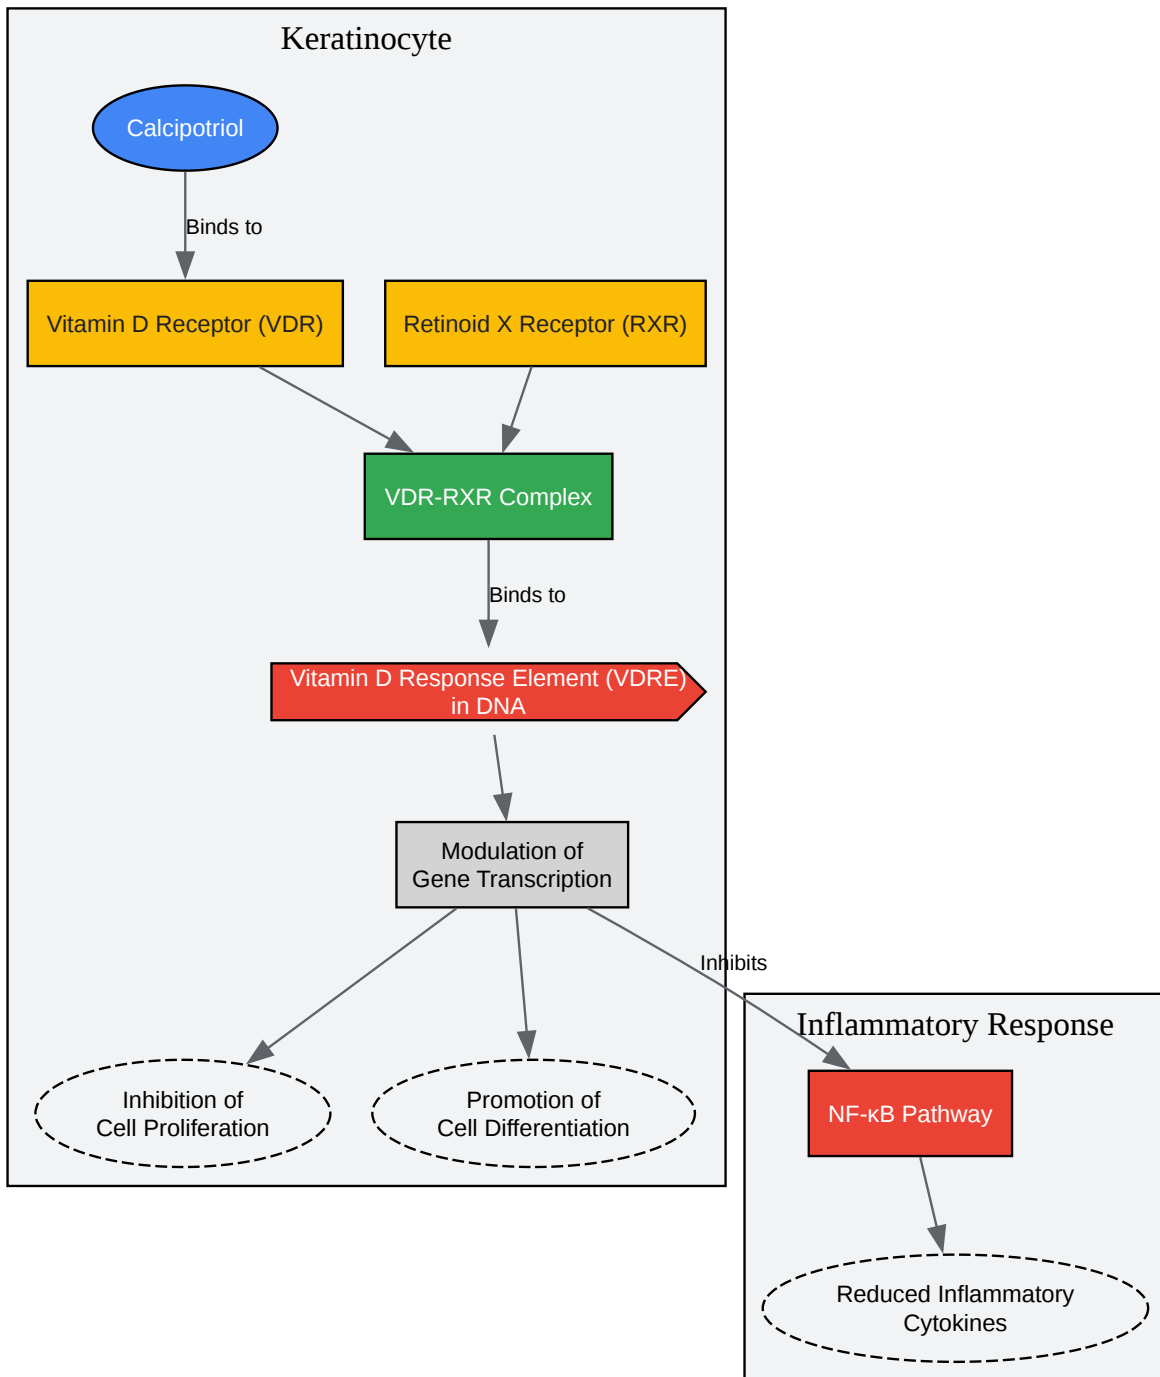 Keratinocyte
Calcipotriol
Binds to
Vitamin D Receptor (VDR)
Retinoid X Receptor (RXR)
VDR-RXR Complex
Binds to
Vitamin D Response Element (VDRE)
in DNA
Modulation of
Gene Transcription
Inhibits
Inflammatory Response
Inhibition of
Cell Proliferation
Promotion of
Cell Differentiation
NF-κB Pathway
Reduced Inflammatory
Cytokines